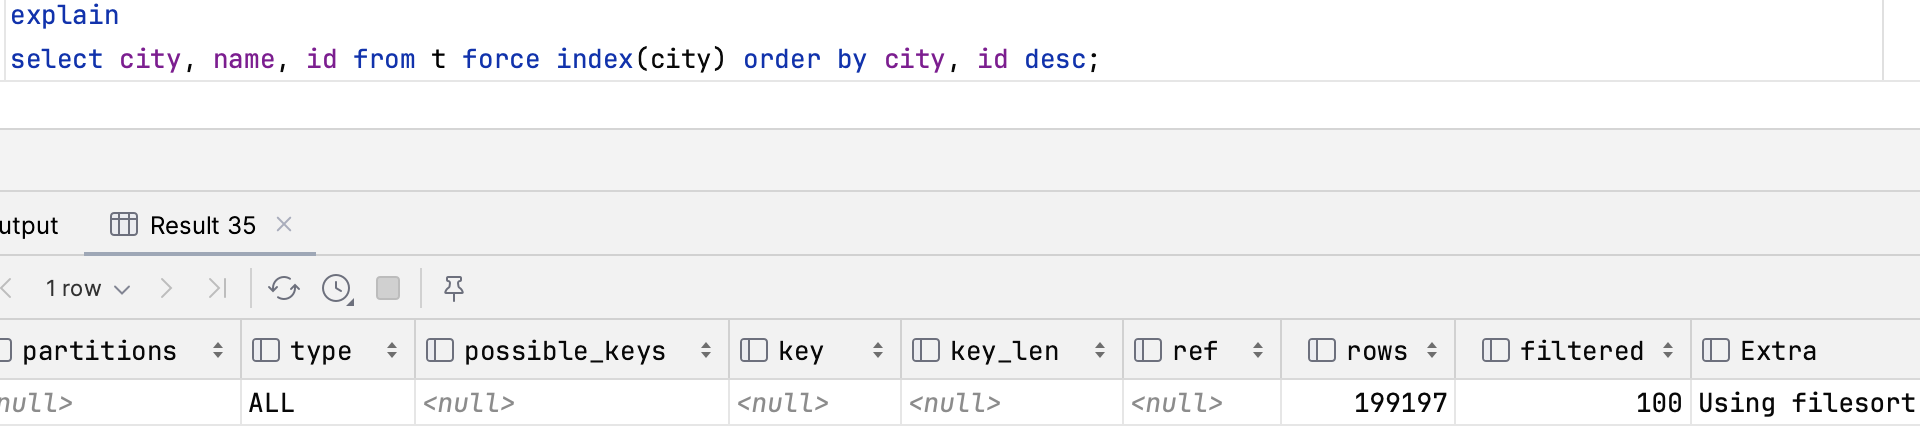 explain
select city, name, id from t force index(city) order by city, id desc;
utput Result 35
1 row
partitions type possible_keys key key_len ref rows filtered Extra
null> ALL <null> <null> <null> <null> 199197 100 Using filesort